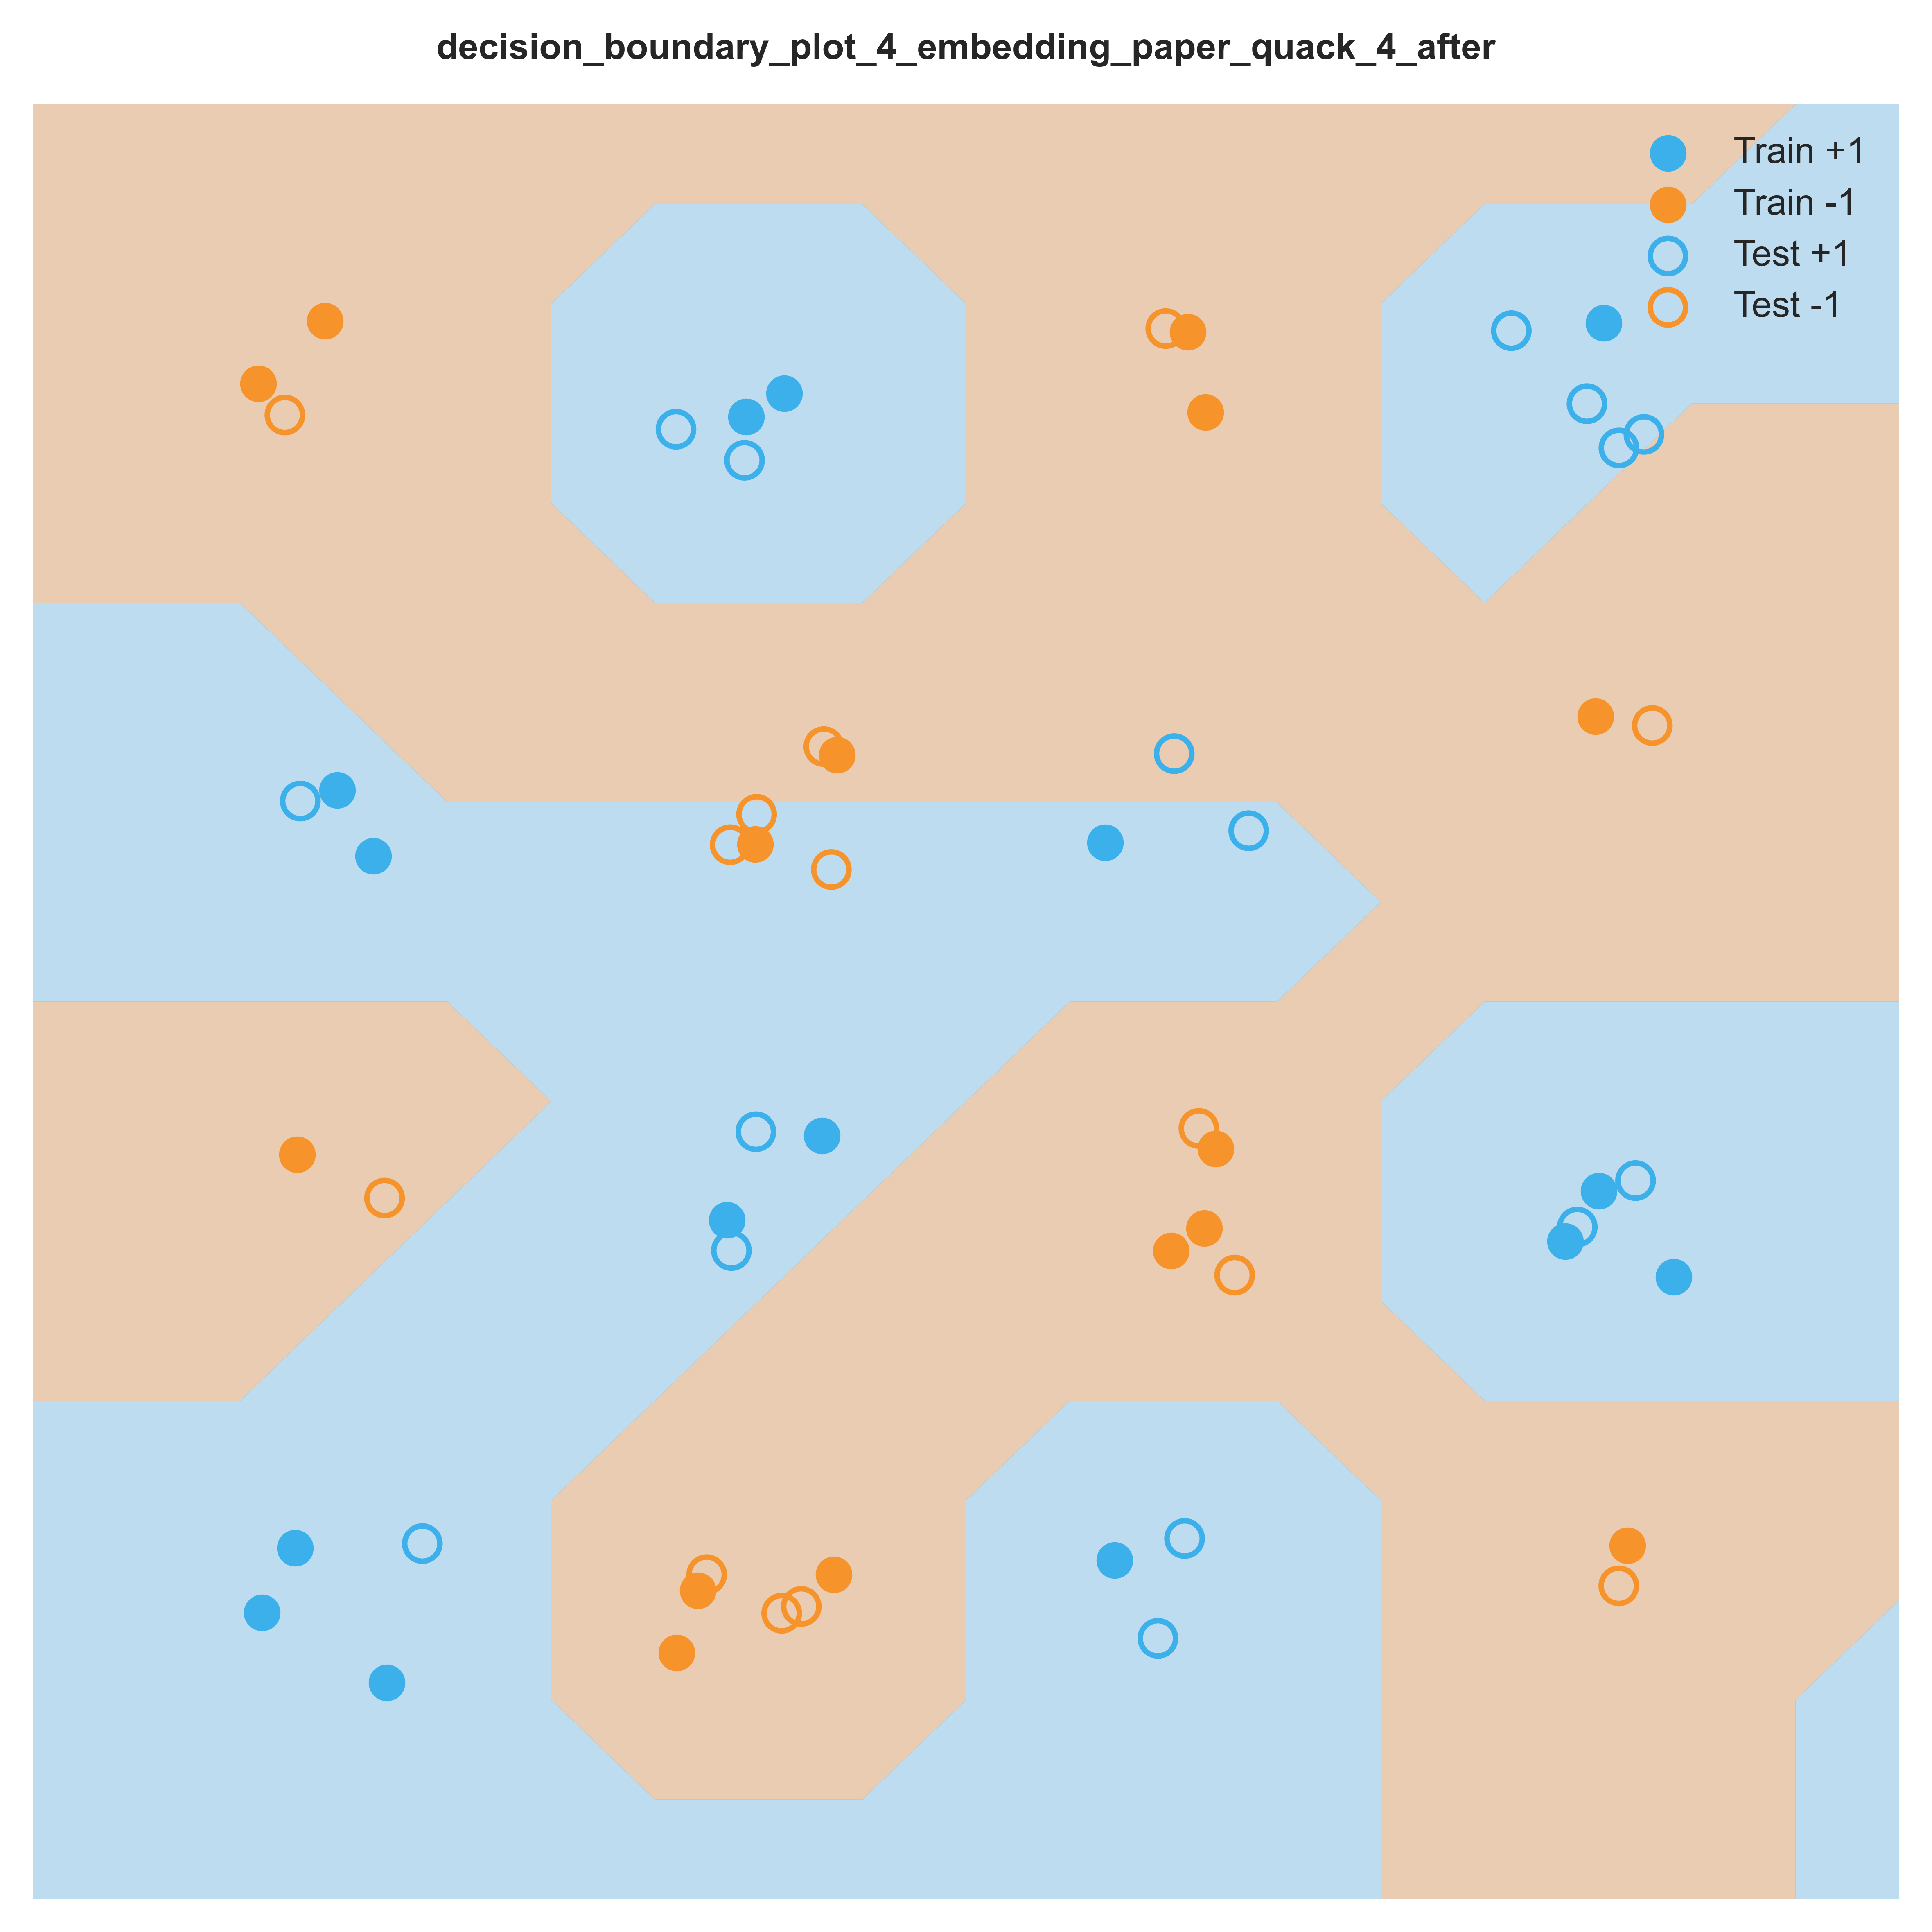 decision_boundary_plot_4_embedding_paper_quack_4_after
Train +1
Train -1
Test +1
Test -1